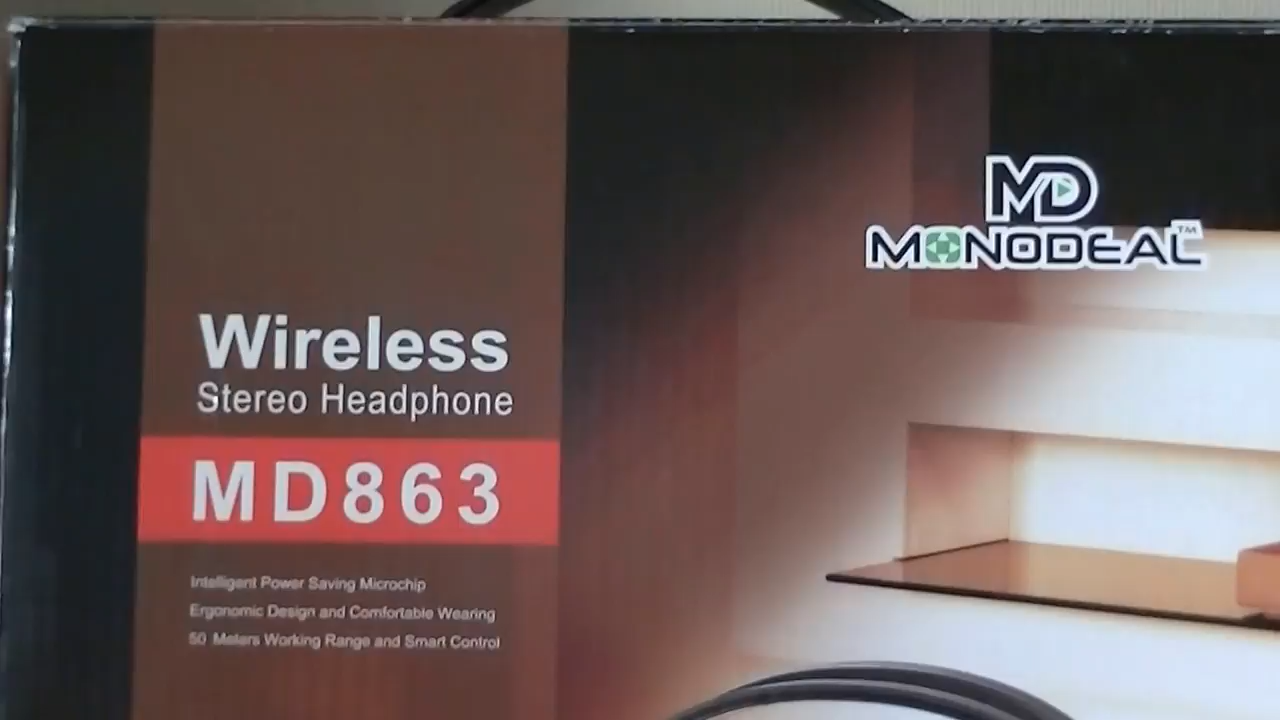 MD
MONODEAL™
Wireless
Stereo Headphone
MD863
Intelligent Power Saving Microchip
Ergonomic Design and Comfortable Wearing
50 Meters Working Range and Smart Control